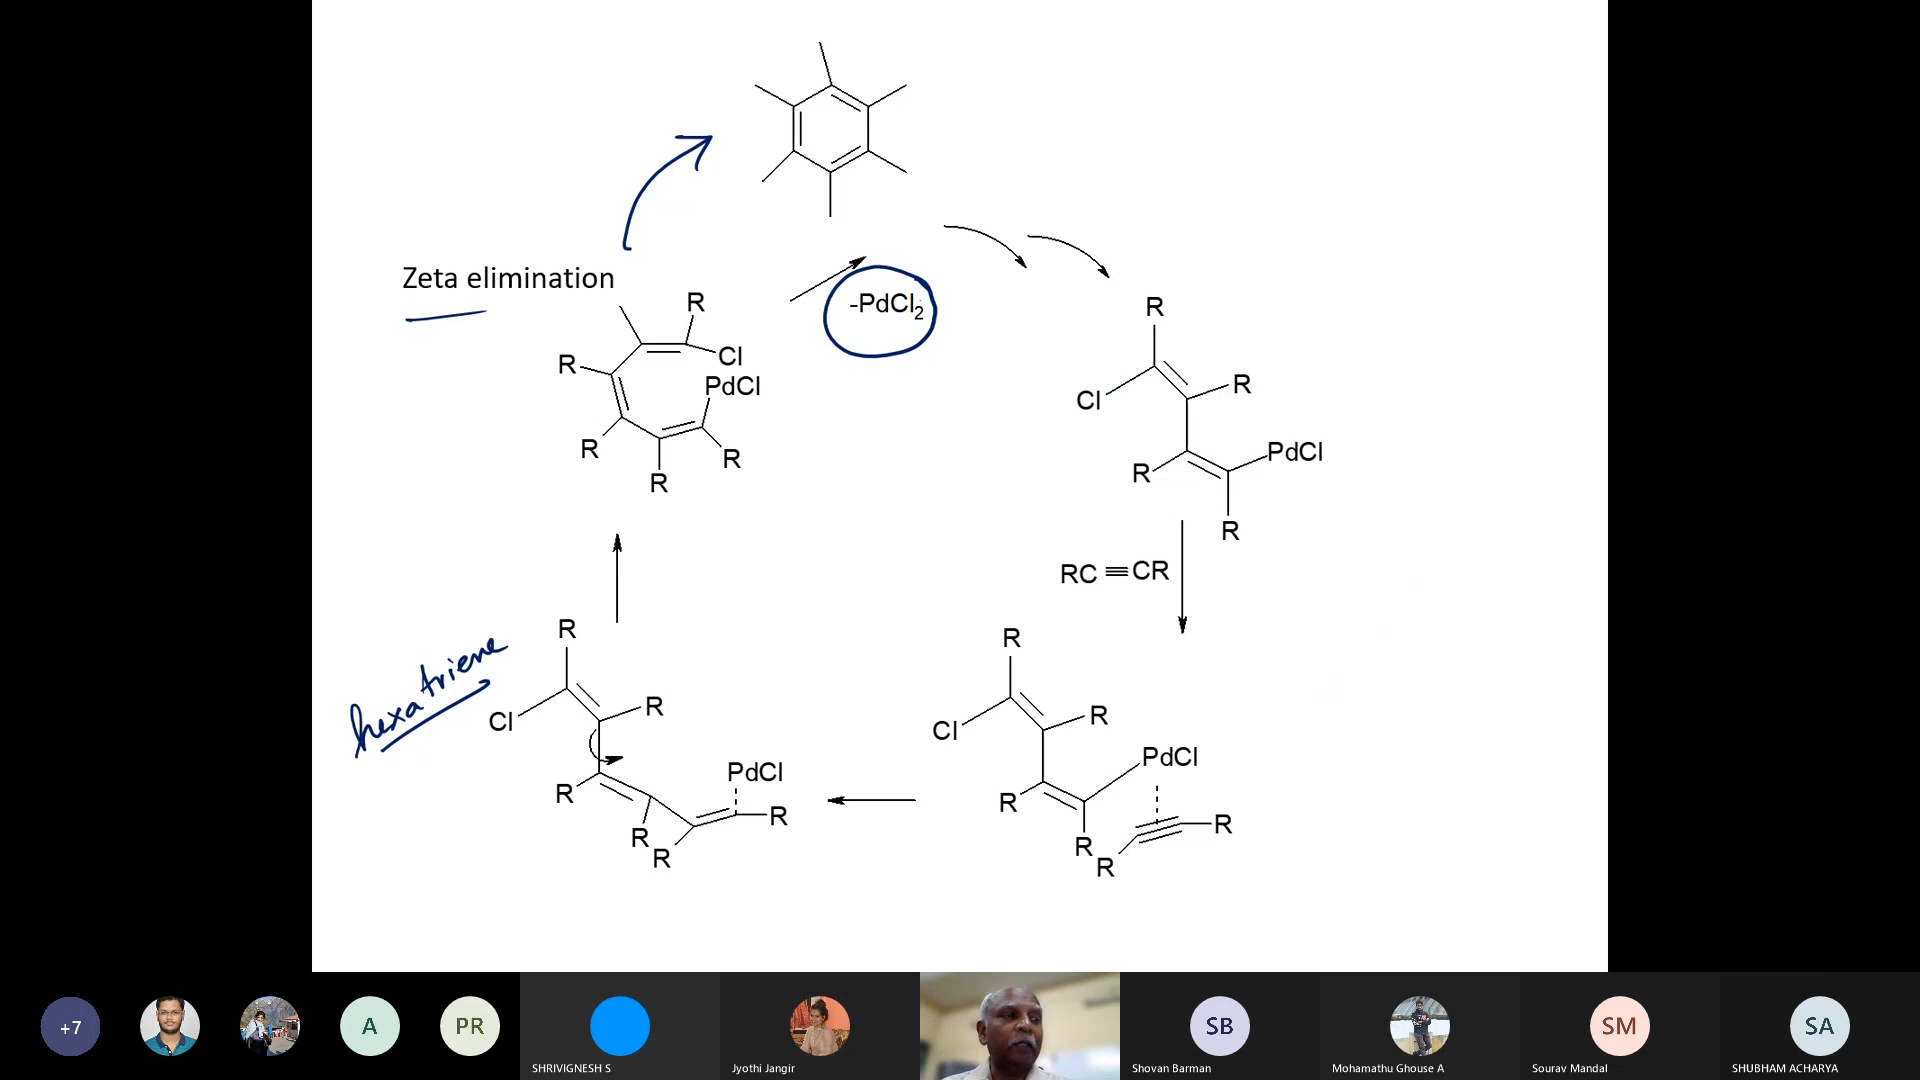 Zeta elimination
-PdCl2
R
Cl
PdCl
R
R
R
R
R
Cl
R
R
PdCl
R
RC≡CR
hexatriene
R
Cl
R
R
R
R
PdCl
R
R
Cl
R
R
R
PdCl
R
R
+7
A
PR
SHRIVIGNESH S
Jyothi Jangir
SB
Shovan Barman
Mohamathu Ghouse A
SM
Sourav Mandal
SA
SHUBHAM ACHARYA